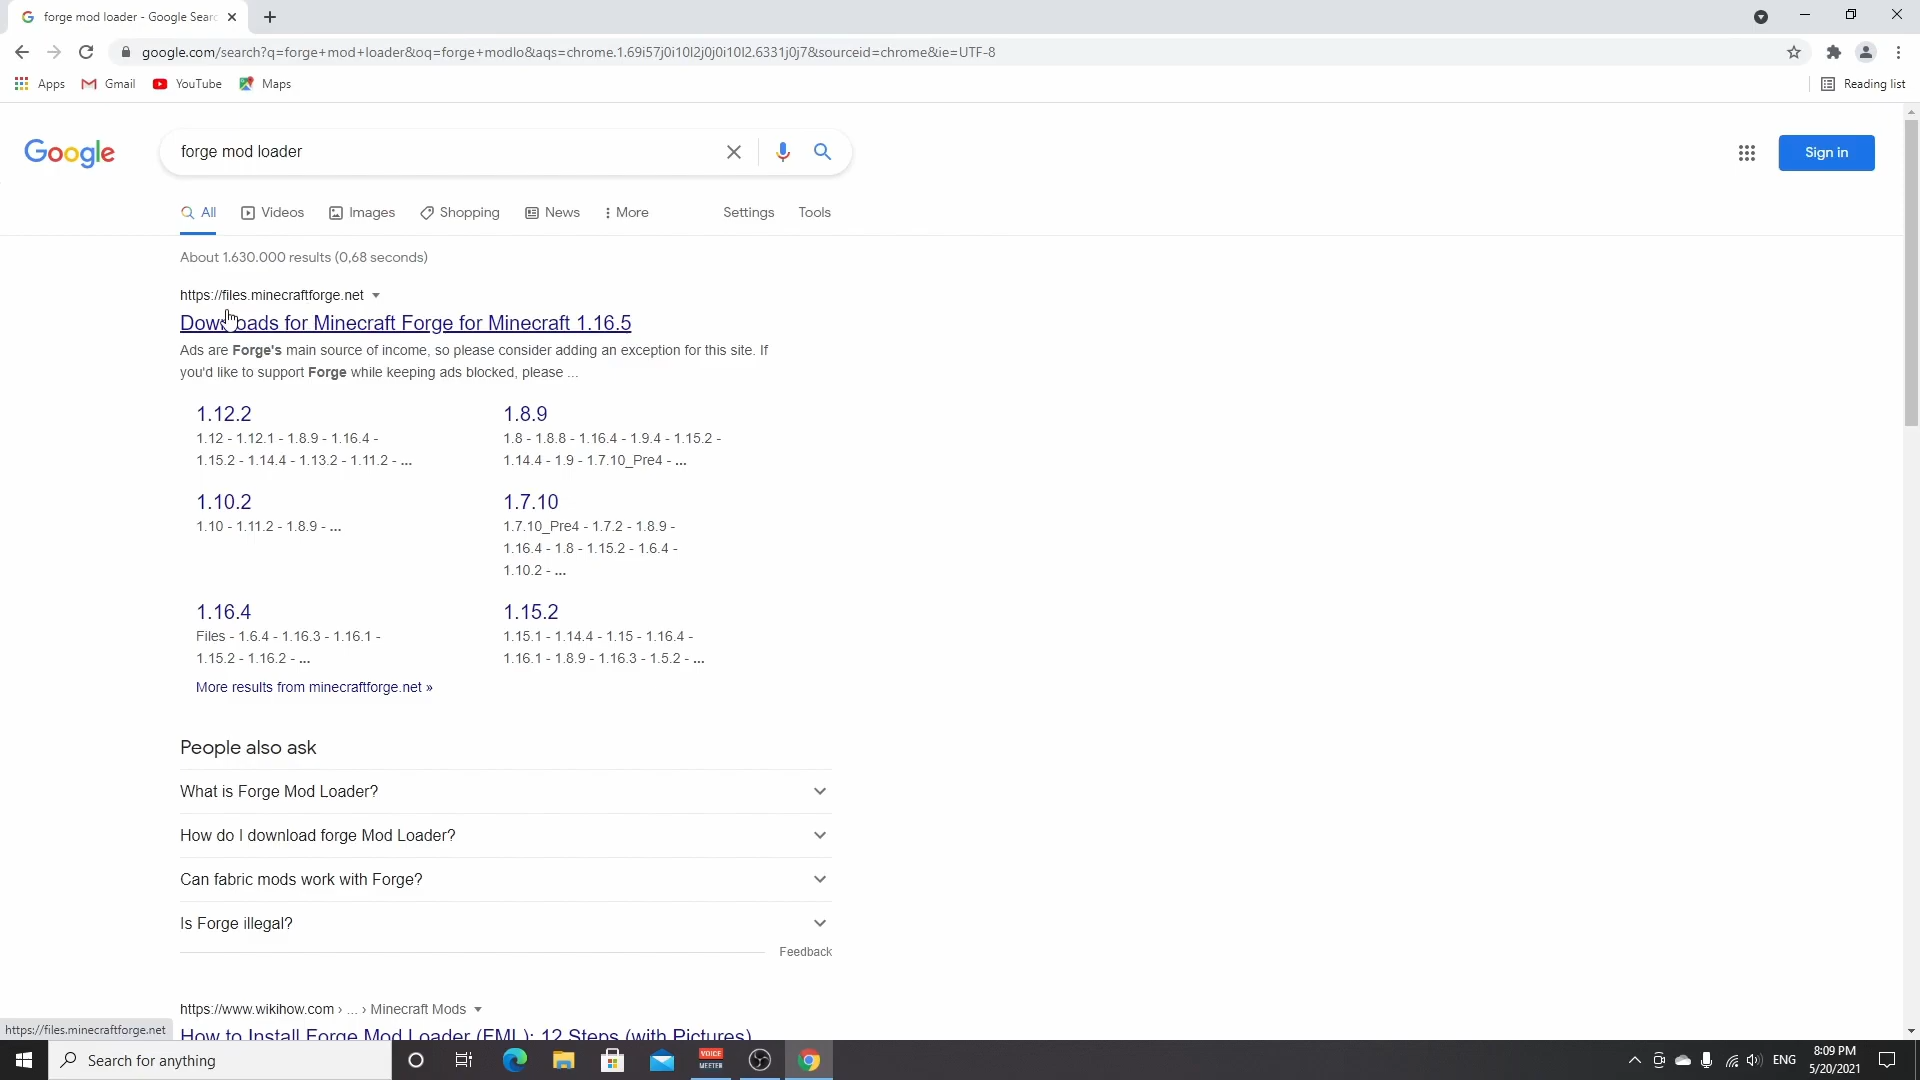 forge mod loader - Google Searc
google.com/search?q=forge+mod+loader&oq=forge+modlo&aqs=chrome.1.69i57j0i10l2j0j0i10l2.6331j0j7&sourceid=chrome&ie=UTF-8
Apps Gmail YouTube Maps Reading list
Google forge mod loader Sign in
All Videos Images Shopping News More Settings Tools
About 1.630.000 results (0,68 seconds)
https://files.minecraftforge.net
Downloads for Minecraft Forge for Minecraft 1.16.5
Ads are Forge's main source of income, so please consider adding an exception for this site. If
you'd like to support Forge while keeping ads blocked, please ...
1.12.2
1.12 - 1.12.1 - 1.8.9 - 1.16.4 -
1.15.2 - 1.14.4 - 1.13.2 - 1.11.2 - ...
1.8.9
1.8 - 1.8.8 - 1.16.4 - 1.9.4 - 1.15.2 -
1.14.4 - 1.9 - 1.7.10_Pre4 - ...
1.10.2
1.10 - 1.11.2 - 1.8.9 - ...
1.7.10
1.7.10_Pre4 - 1.7.2 - 1.8.9 -
1.16.4 - 1.8 - 1.15.2 - 1.6.4 -
1.10.2 - ...
1.16.4
Files - 1.6.4 - 1.16.3 - 1.16.1 -
1.15.2 - 1.16.2 - ...
1.15.2
1.15.1 - 1.14.4 - 1.15 - 1.16.4 -
1.16.1 - 1.8.9 - 1.16.3 - 1.5.2 - ...
More results from minecraftforge.net »
People also ask
What is Forge Mod Loader?
How do I download forge Mod Loader?
Can fabric mods work with Forge?
Is Forge illegal?
Feedback
https://www.wikihow.com › ... › Minecraft Mods
How to Install Forge Mod Loader (FML): 12 Steps (with Pictures)
https://files.minecraftforge.net
Search for anything
VOICE
MEETER
ENG
8:09 PM
5/20/2021